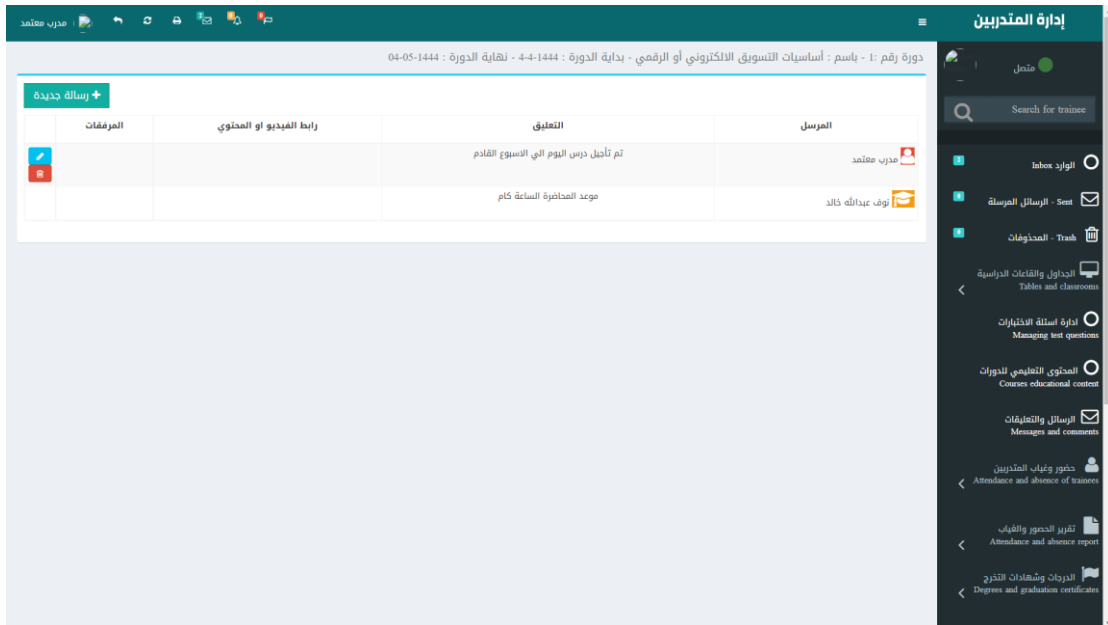 إدارة المتدربين
3
مدرب معتمد
متصل
Search for trainee
الوارد Inbox
Sent - الرسائل المرسلة
Trash - المحذوفات
الجداول والقاعات الدراسية
Tables and classrooms
ادارة اسئلة الاختبارات
Managing test questions
المحتوى التعليمي للدورات
Courses educational content
الرسائل والتعليقات
Messages and comments
حضور وغياب المتدربين
Attendance and absence of trainees
تقرير الحصور والغياب
Attendance and absence report
الدرجات وشهادات التخرج
Degrees and graduation certificates
دورة رقم :1 - باسم : أساسيات التسويق الالكتروني أو الرقمي - بداية الدورة : 1444-4-4 - نهاية الدورة : 1444-05-04
رسالة جديدة
المرسل التعليق رابط الفيديو او المحتوي المرفقات
مدرب معتمد تم تأجيل درس اليوم الي الاسبوع القادم
نوف عبدالله خالد موعد المحاضرة الساعة كام